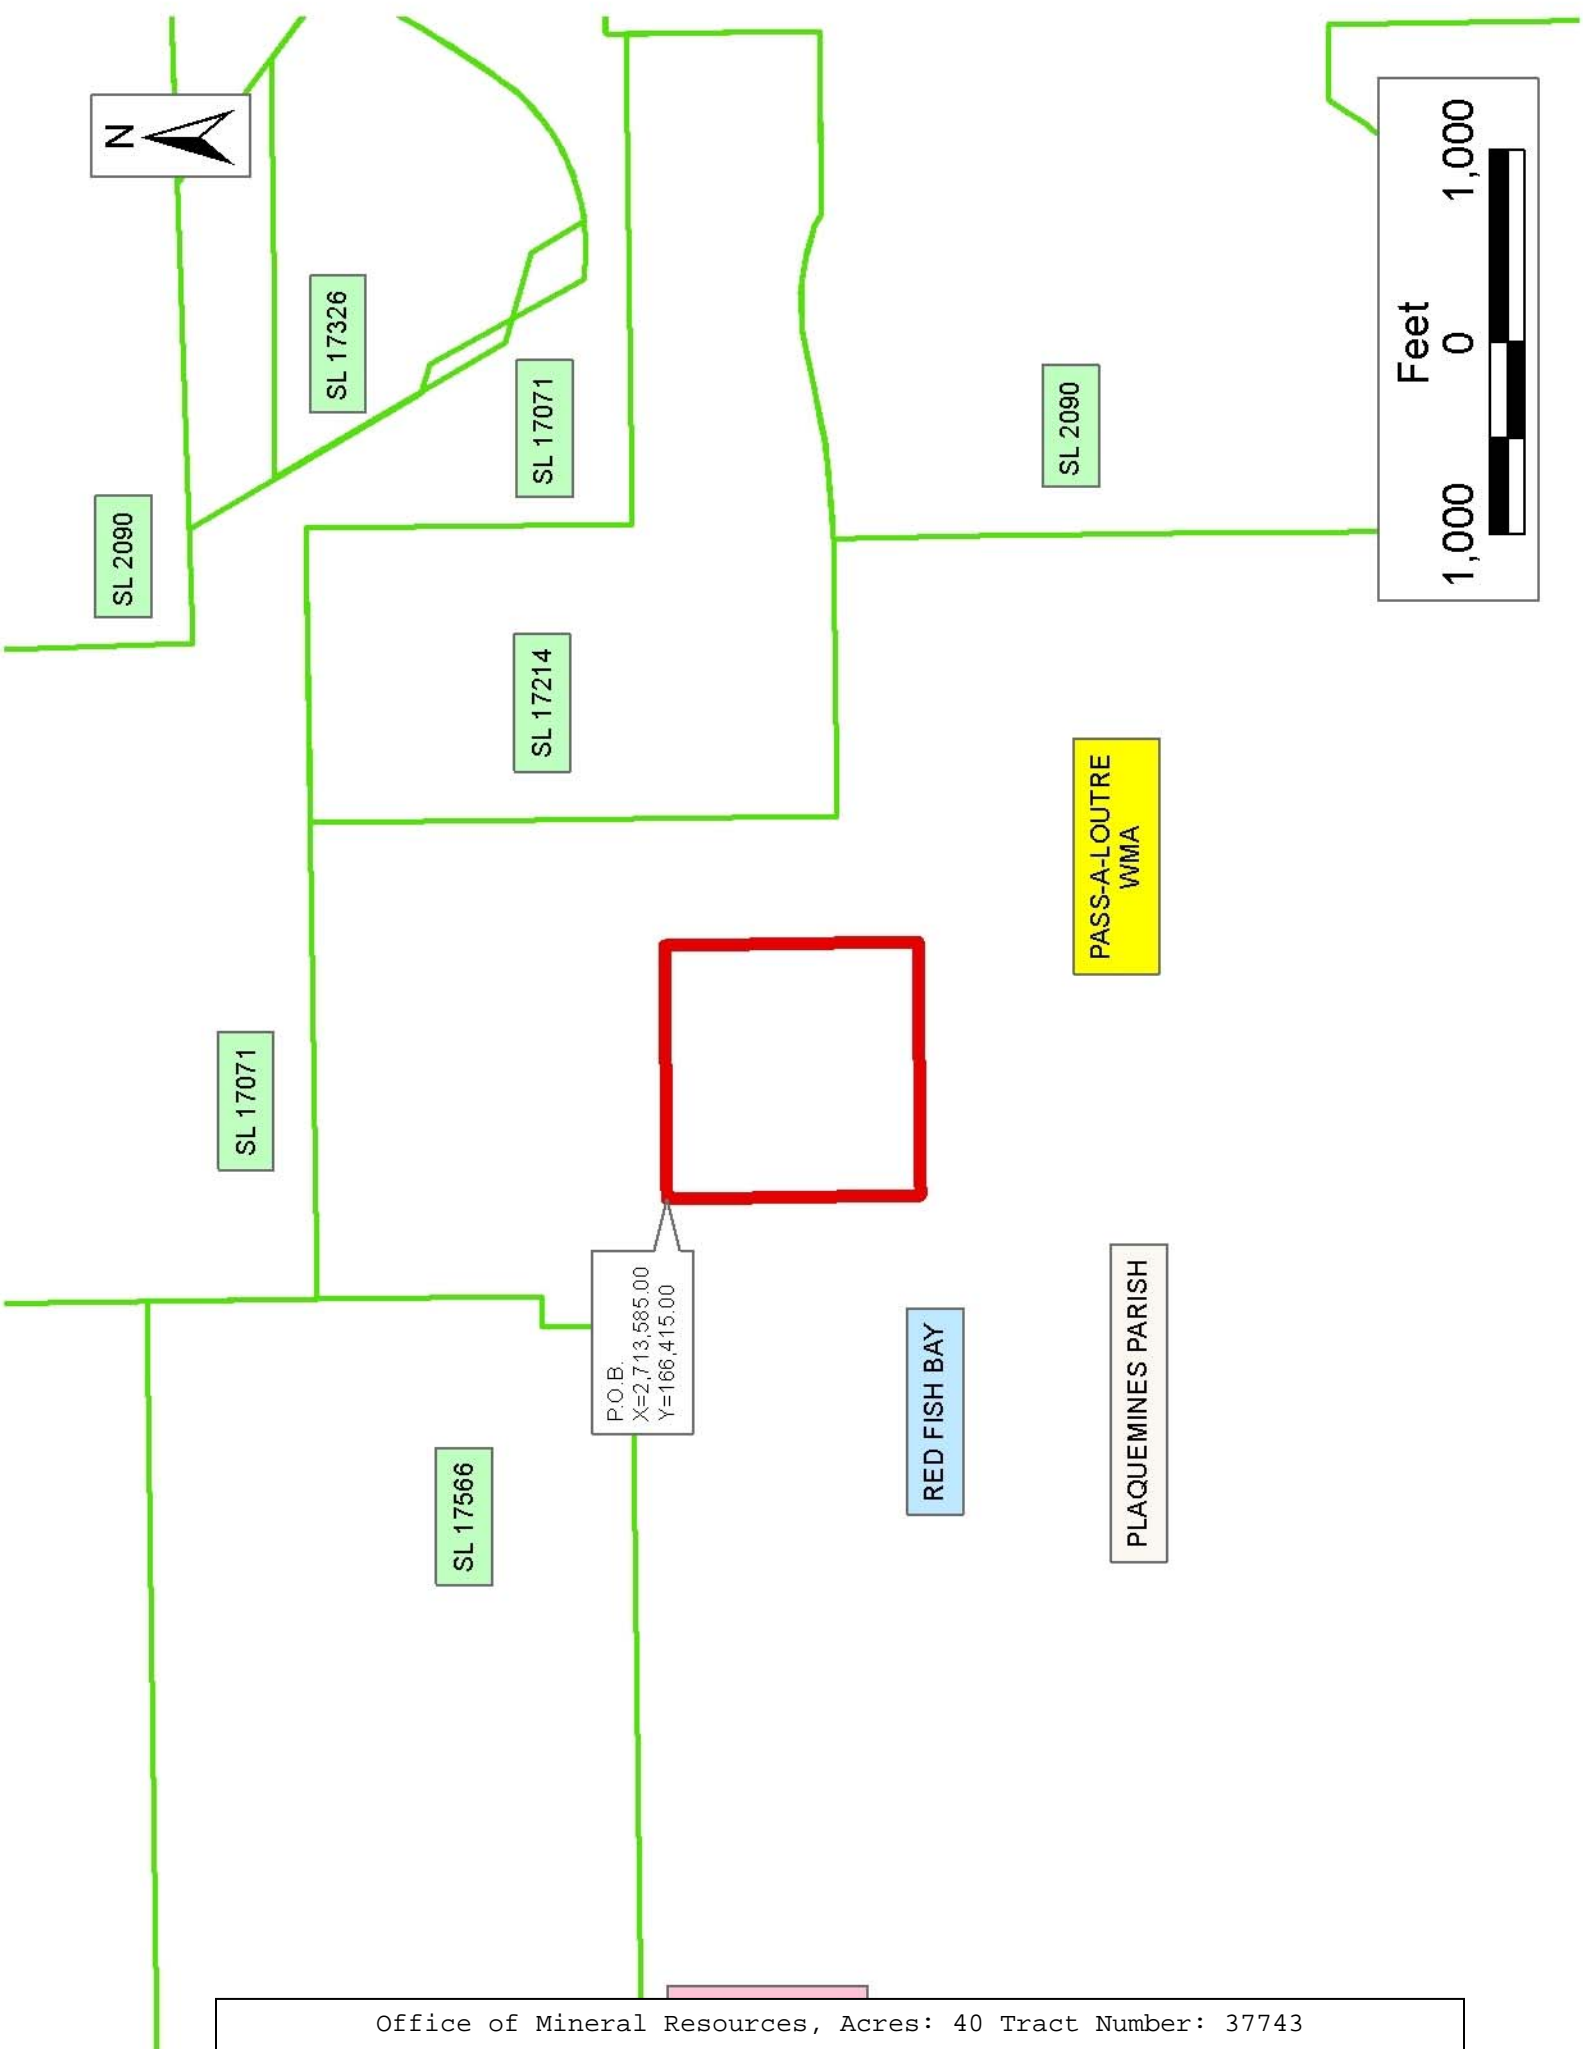 N
SL 2090
SL 17326
SL 17071
SL 17214
SL 2090
SL 17071
SL 17566
P.O.B.
X=2,713,585.00
Y=166,415.00
PASS-A-LOUTRE
WMA
RED FISH BAY
PLAQUEMINES PARISH
Feet
1,000 0 1,000
Office of Mineral Resources, Acres: 40 Tract Number: 37743